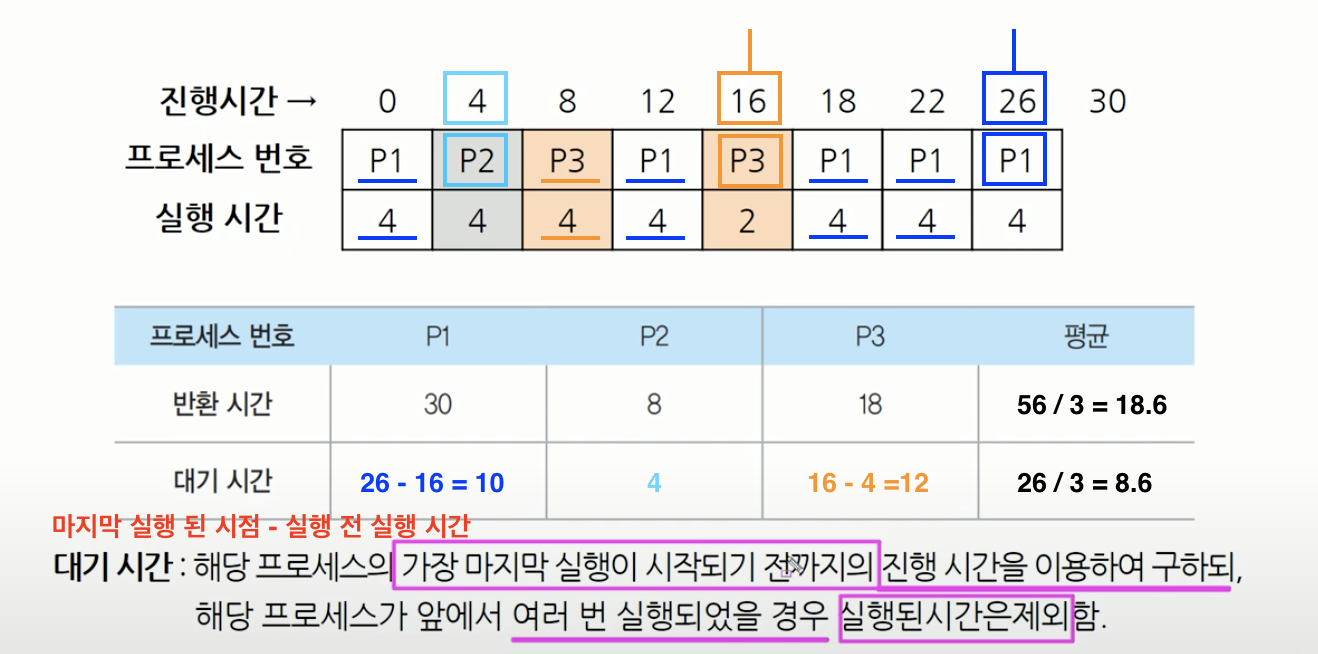 진행시간 → 0 4 8 12 16 18 22 26 30
프로세스 번호 P1 P2 P3 P1 P3 P1 P1 P1
실행 시간 4 4 4 4 2 4 4 4
프로세스 번호 P1 P2 P3 평균
반환 시간 30 8 18 56 / 3 = 18.6
대기 시간 26 - 16 = 10 4 16 - 4 =12 26 / 3 = 8.6
마지막 실행 된 시점 - 실행 전 실행 시간
대기 시간 : 해당 프로세스의 가장 마지막 실행이 시작되기 전까지의 진행 시간을 이용하여 구하되,
해당 프로세스가 앞에서 여러 번 실행되었을 경우 실행된시간은제외함.